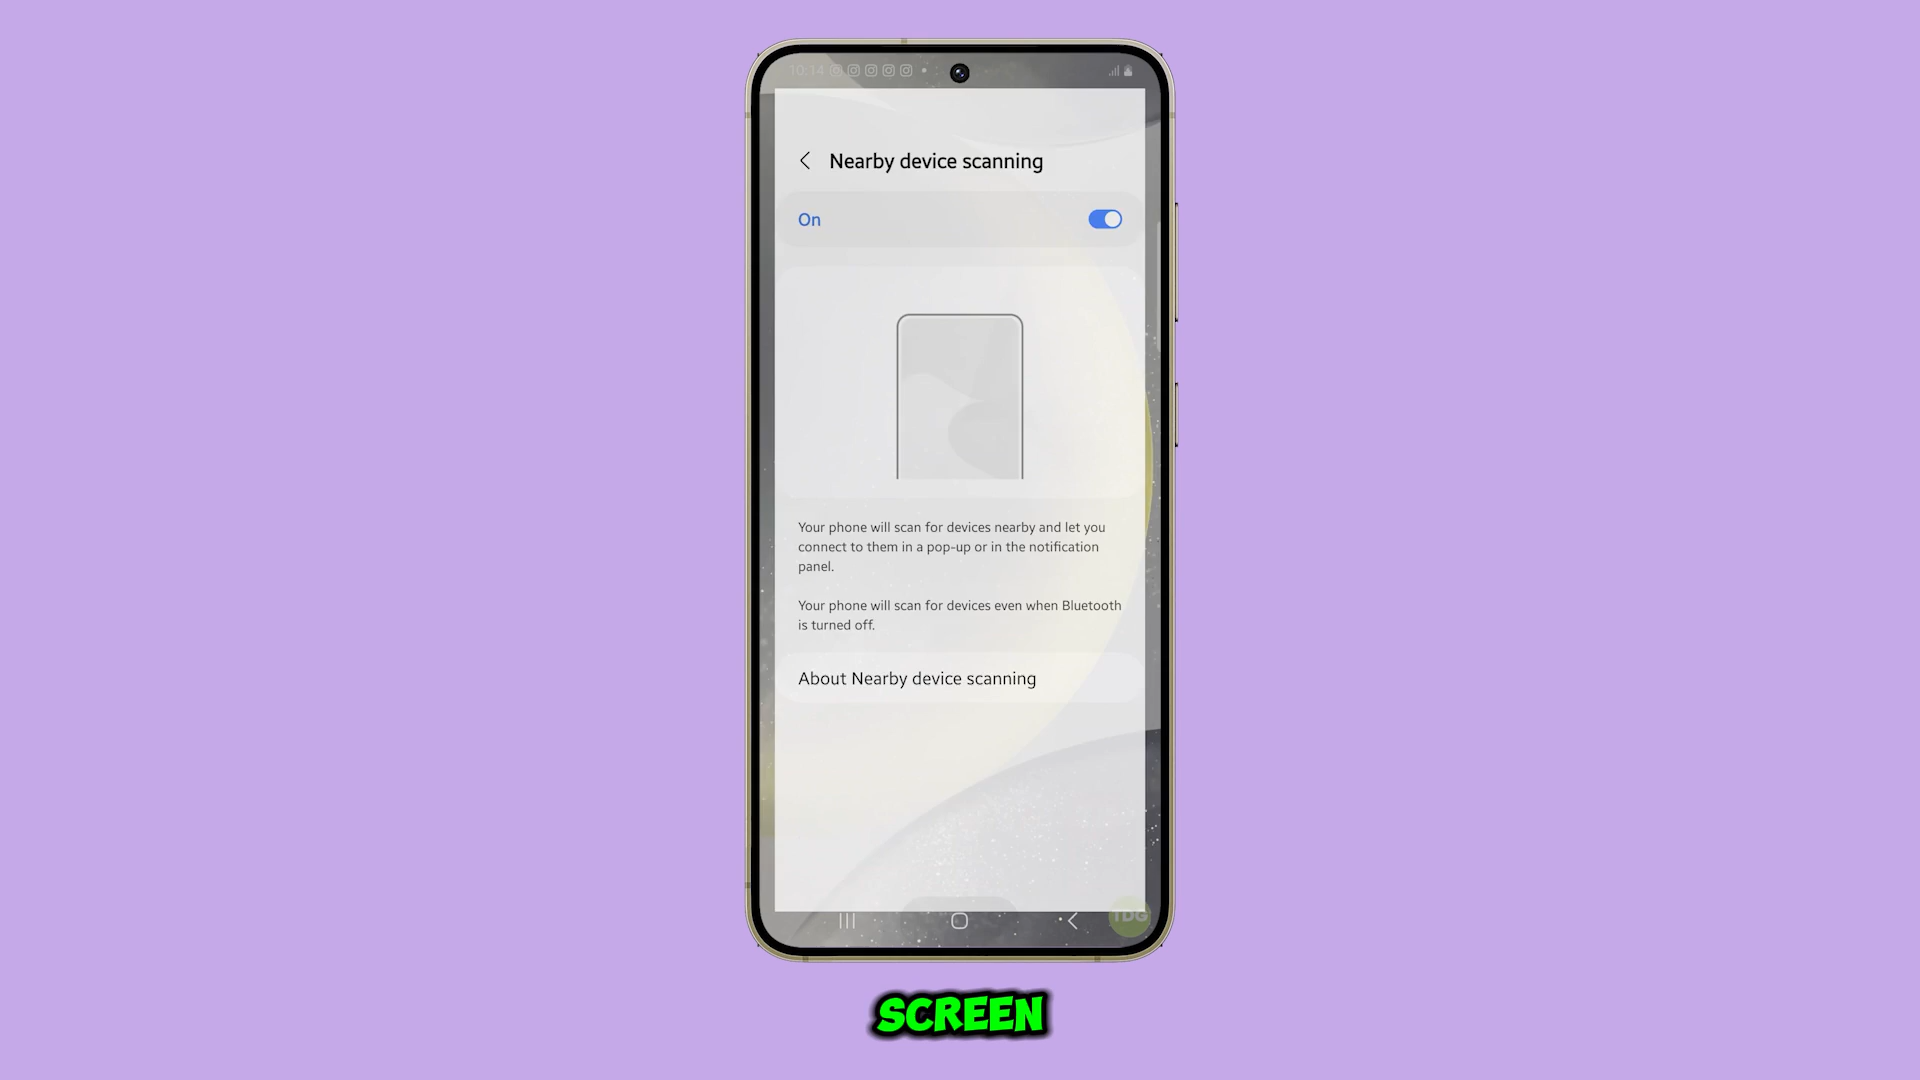 10:14
Nearby device scanning
On
Your phone will scan for devices nearby and let you
connect to them in a pop-up or in the notification
panel.
Your phone will scan for devices even when Bluetooth
is turned off.
About Nearby device scanning
TDG
SCREEN